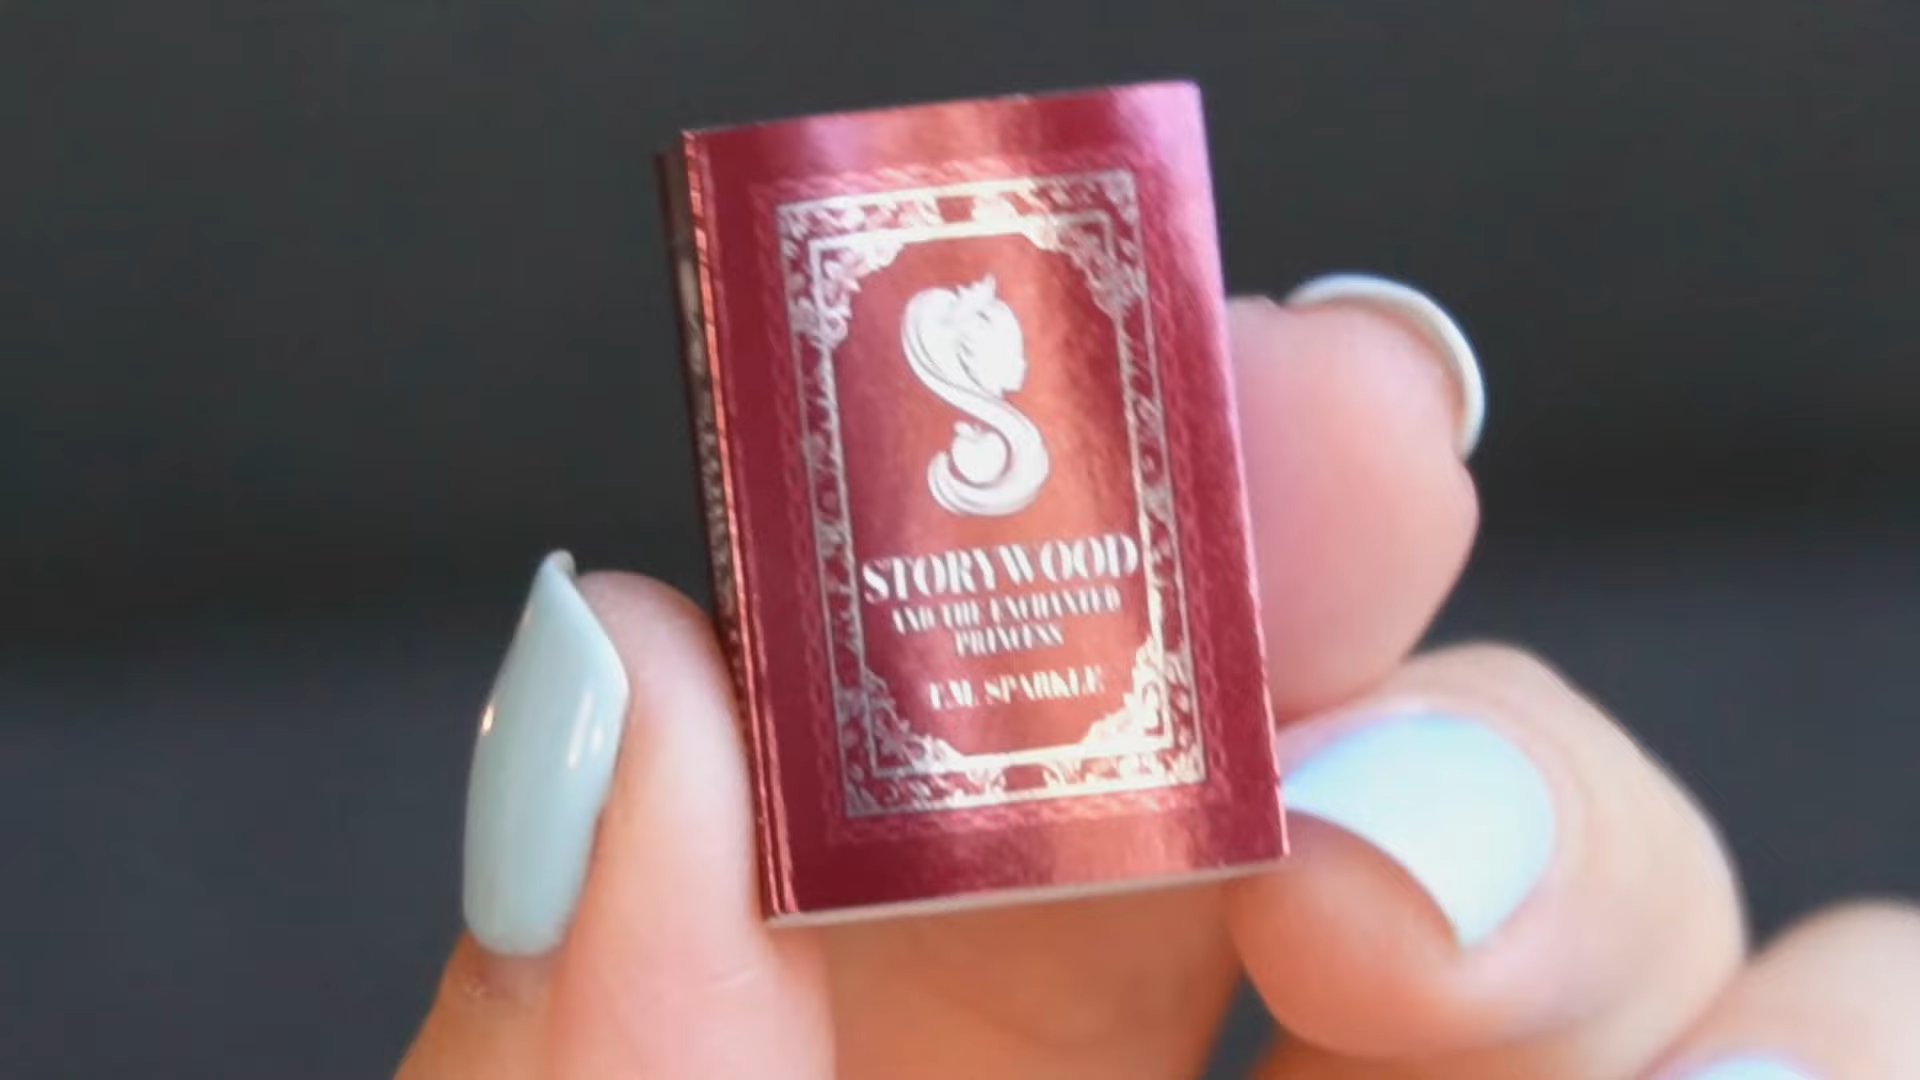 STORYWOOD
AND THE ENCHANTED
PRINCESS
SPARKLE